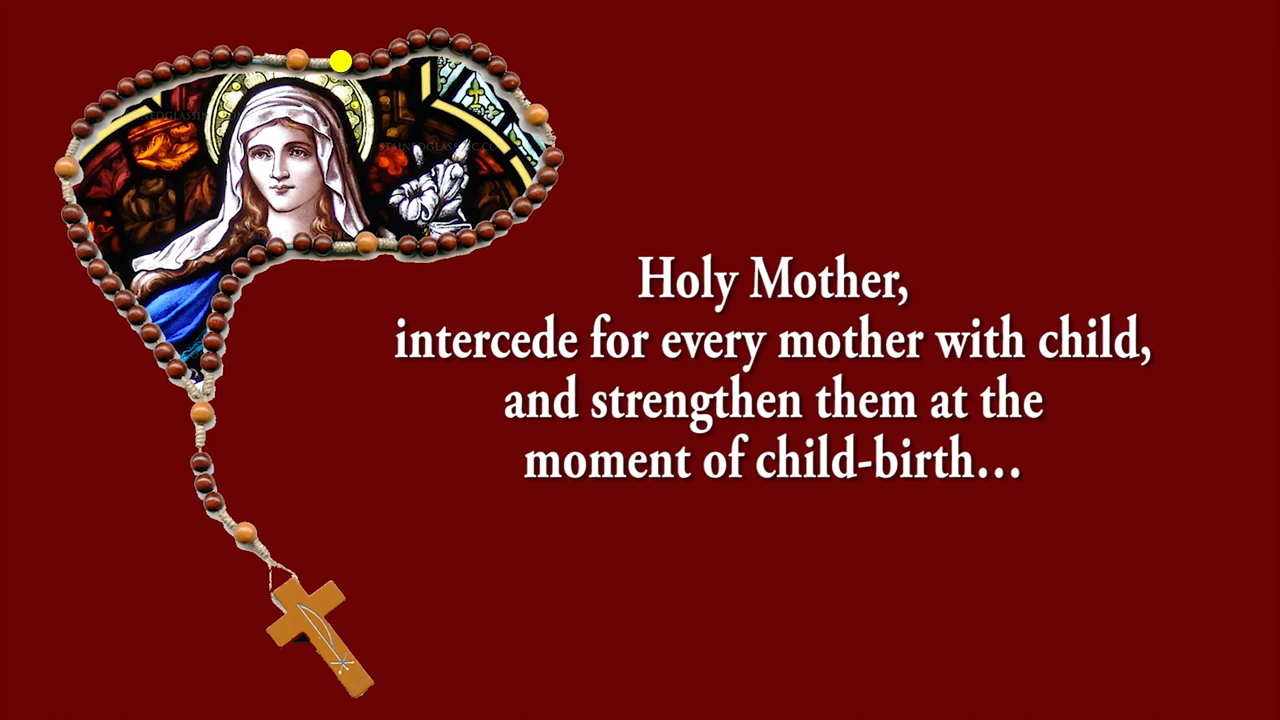 Holy Mother,
intercede for every mother with child,
and strengthen them at the
moment of child-birth…